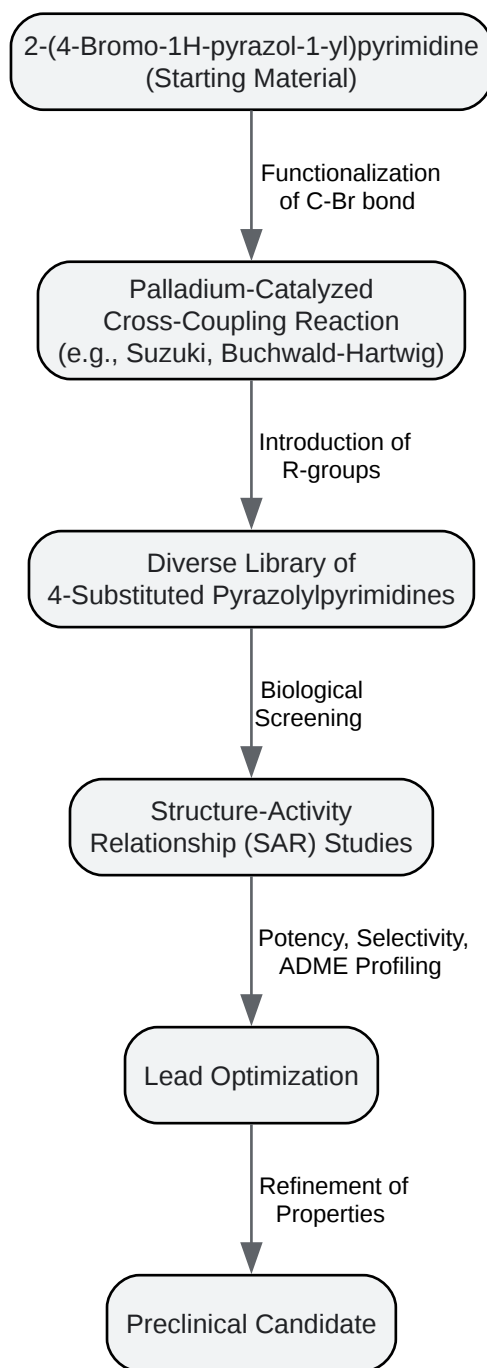 2-(4-Bromo-1H-pyrazol-1-yl)pyrimidine
(Starting Material)
Functionalization
of C-Br bond
Palladium-Catalyzed
Cross-Coupling Reaction
(e.g., Suzuki, Buchwald-Hartwig)
Introduction of
R-groups
Diverse Library of
4-Substituted Pyrazolylpyrimidines
Biological
Screening
Structure-Activity
Relationship (SAR) Studies
Potency, Selectivity,
ADME Profiling
Lead Optimization
Refinement of
Properties
Preclinical Candidate